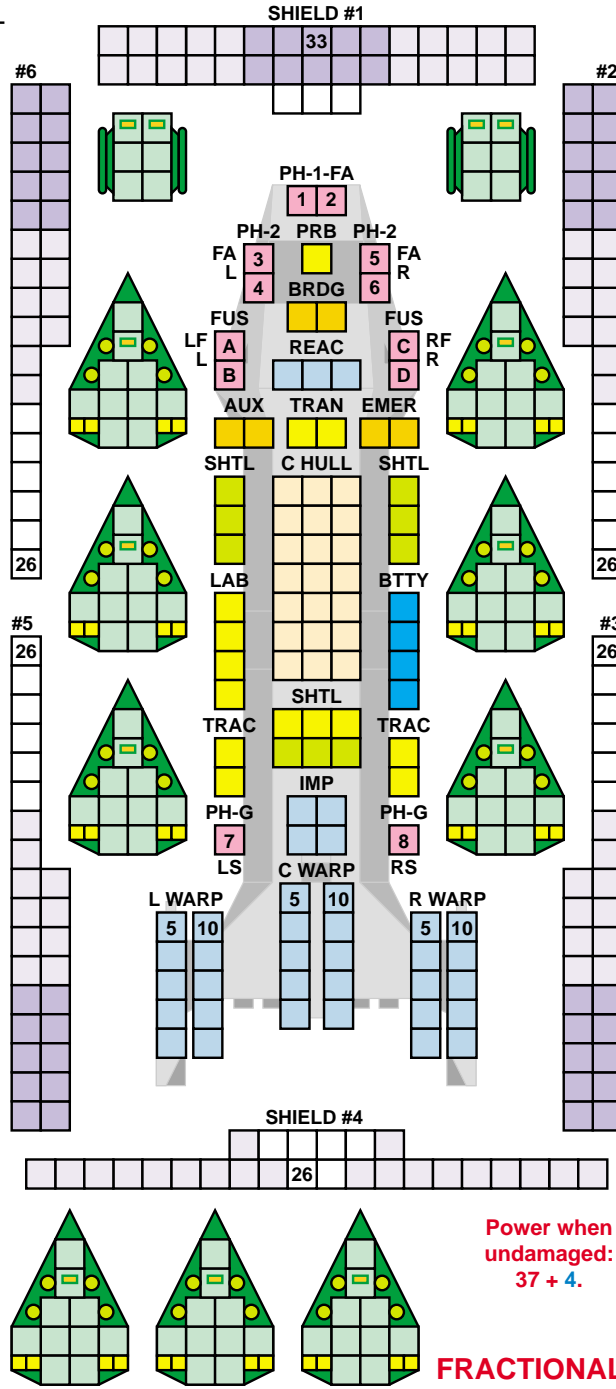 SHIELD #1
33
#6
#2
PH-1-FA
1 2
PH-2 PRB PH-2
FA 3 5 FA
L 4 6 R
BRDG
FUS FUS
LF A REAC C RF
L B D R
AUX TRAN EMER
SHTL C HULL SHTL
26 26
LAB BTTY
#5 #3
26 26
SHTL
TRAC TRAC
IMP
PH-G PH-G
7 8
LS C WARP RS
L WARP 5 10 R WARP
5 10 5 10
SHIELD #4
26
Power when
undamaged:
37 + 4.
FRACTIONAL